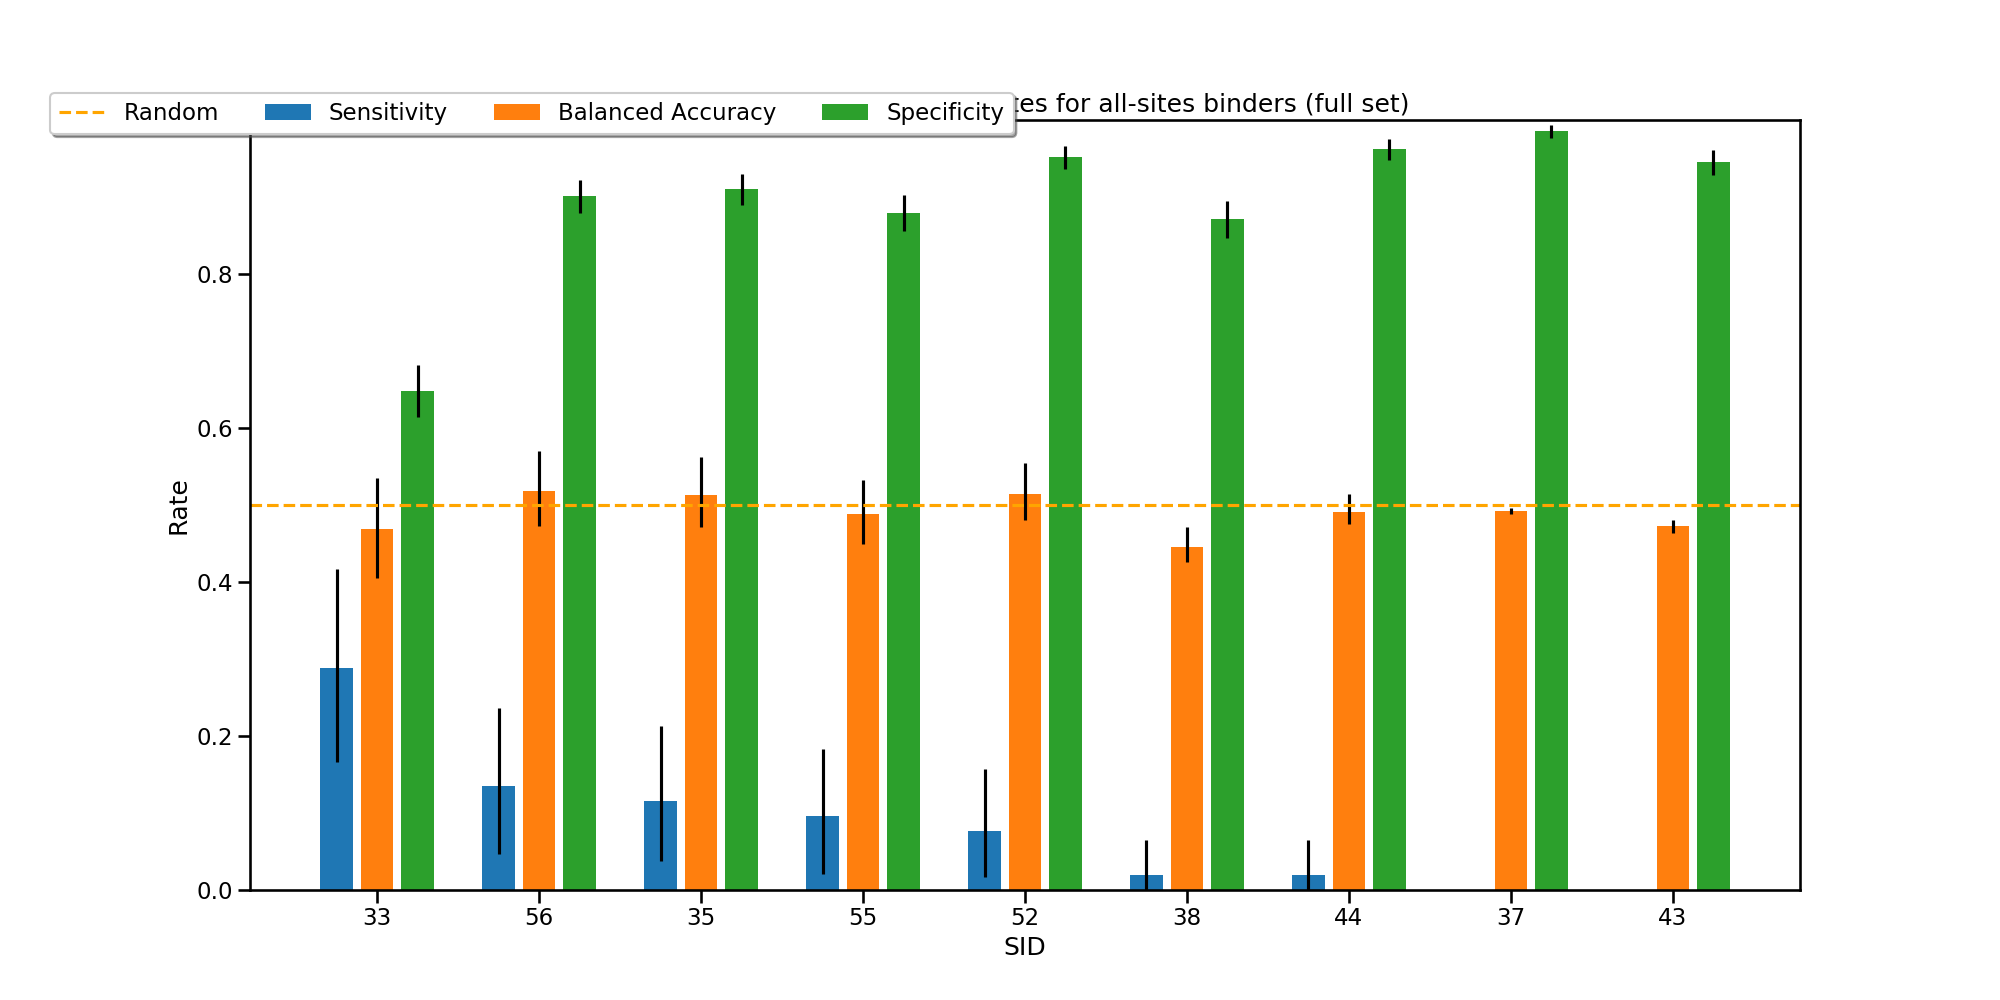 for all-sites binders (full set)
Random Sensitivity Balanced Accuracy Specificity
0.8
0.6
0.4
0.2
0.0
Rate
33 56 35 55 52 38 44 37 43
SID